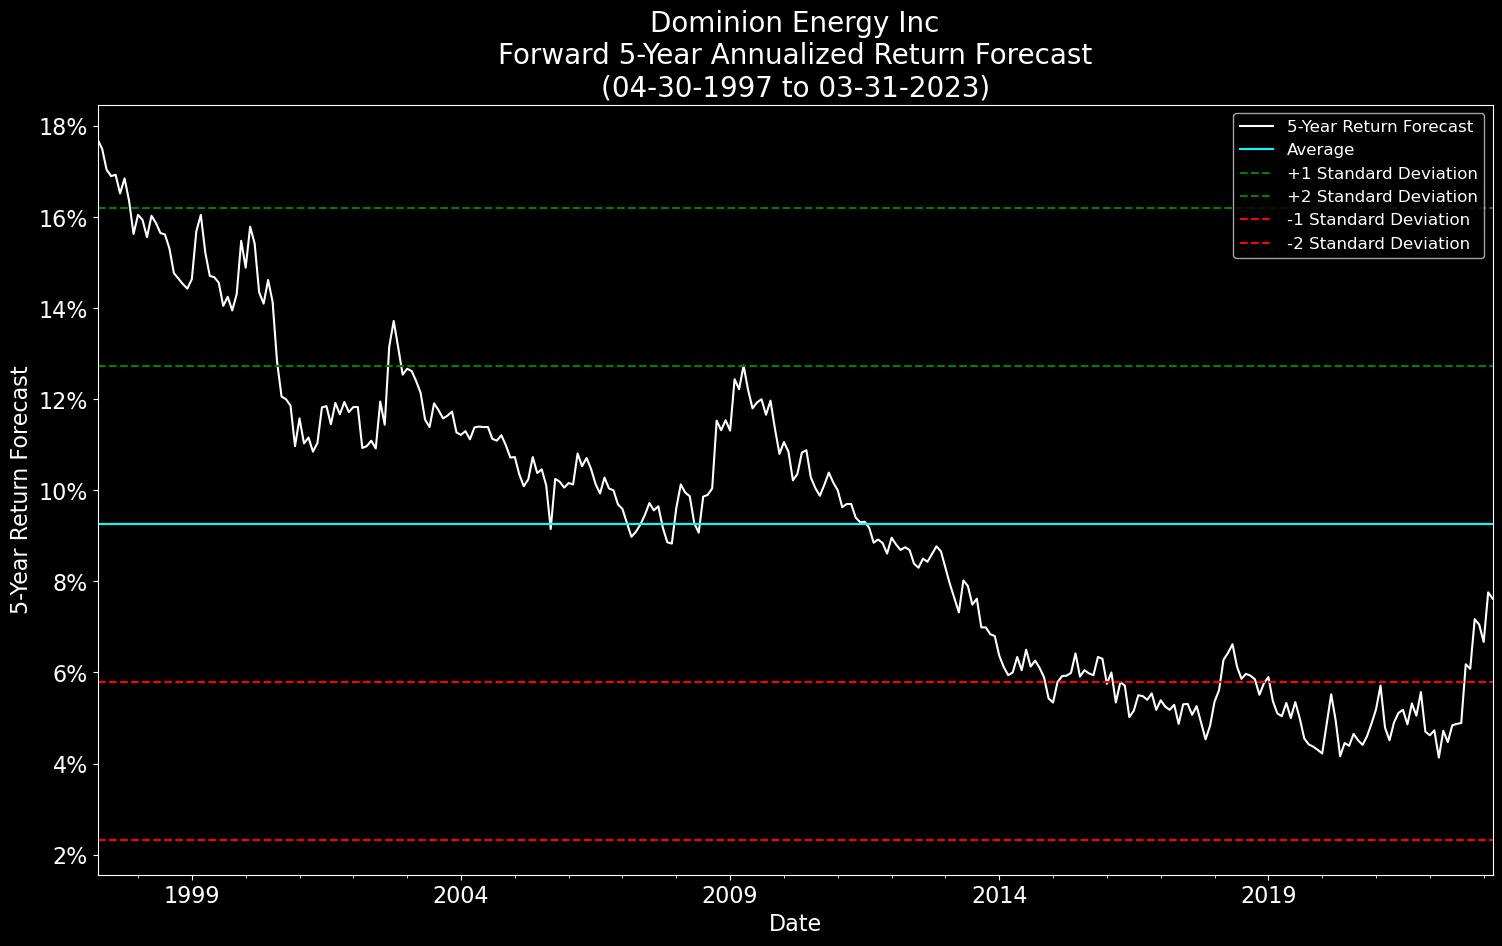 Dominion Energy Inc
Forward 5-Year Annualized Return Forecast
(04-30-1997 to 03-31-2023)
5-Year Return Forecast
Average
+1 Standard Deviation
+2 Standard Deviation
-1 Standard Deviation
-2 Standard Deviation
5-Year Return Forecast
18%
16%
14%
12%
10%
8%
6%
4%
2%
1999 2004 2009 2014 2019
Date